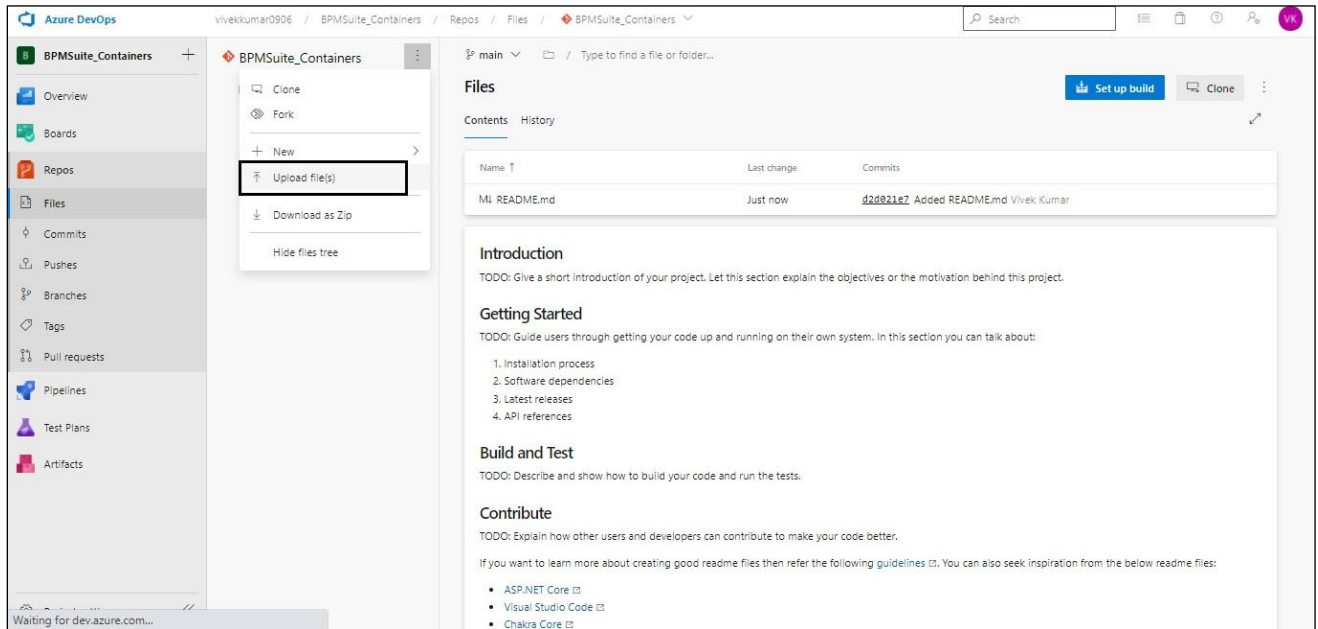 Azure DevOps
vivekkumar0906 / BPMSuite_Containers / Repos / Files / BPMSuite_Containers
Search
VK
B BPMSuite_Containers
Overview
Boards
Repos
Files
Commits
Pushes
Branches
Tags
Pull requests
Pipelines
Test Plans
Artifacts
Waiting for dev.azure.com...
BPMSuite_Containers
Clone
Fork
New
Upload file(s)
Download as Zip
Hide files tree
main / Type to find a file or folder...
Files
Set up build
Clone
Contents History
Name ↑ Last change Commits
M↓ README.md Just now d2d021e7 Added README.md Vivek Kumar
Introduction
TODO: Give a short introduction of your project. Let this section explain the objectives or the motivation behind this project.
Getting Started
TODO: Guide users through getting your code up and running on their own system. In this section you can talk about:
1. Installation process
2. Software dependencies
3. Latest releases
4. API references
Build and Test
TODO: Describe and show how to build your code and run the tests.
Contribute
TODO: Explain how other users and developers can contribute to make your code better.
If you want to learn more about creating good readme files then refer the following guidelines. You can also seek inspiration from the below readme files:
• ASP.NET Core
• Visual Studio Code
• Chakra Core